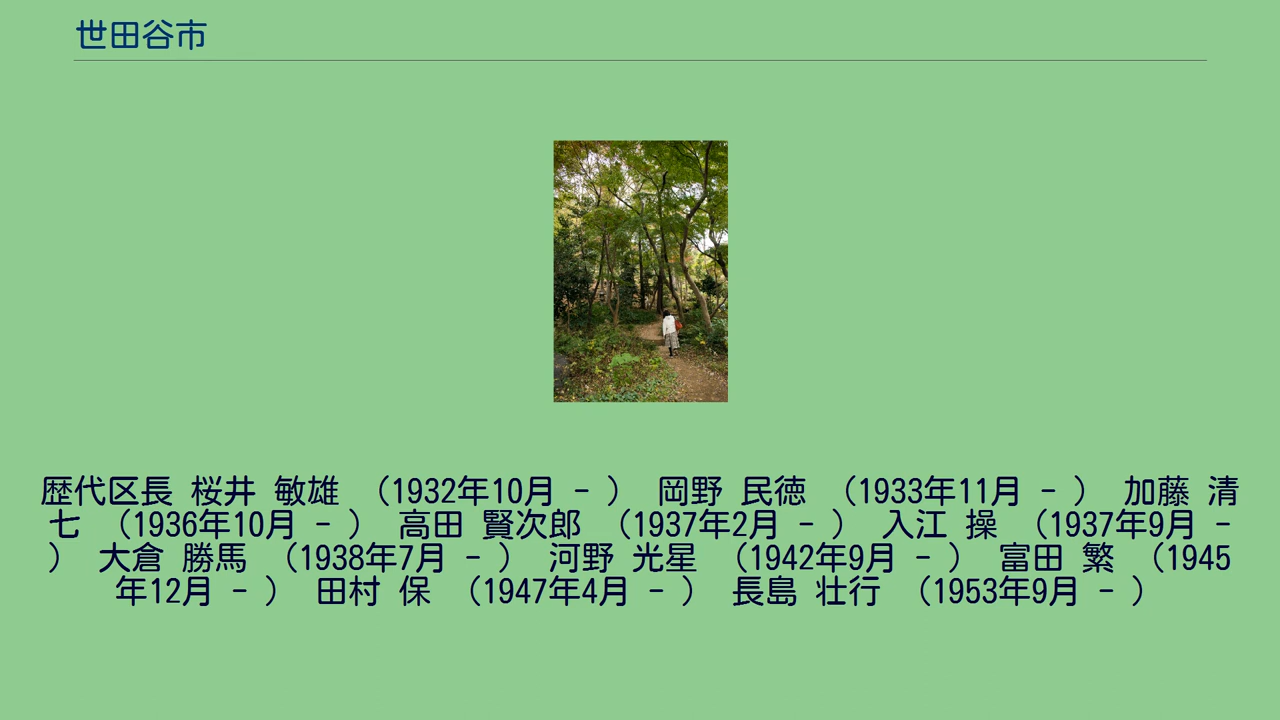 世田谷市
歴代区長 桜井 敏雄 （1932年10月 - ） 岡野 民徳 （1933年11月 - ） 加藤 清
七 （1936年10月 - ） 高田 賢次郎 （1937年2月 - ） 入江 操 （1937年9月 -
） 大倉 勝馬 （1938年7月 - ） 河野 光星 （1942年9月 - ） 富田 繁 （1945
年12月 - ） 田村 保 （1947年4月 - ） 長島 壮行 （1953年9月 - ）